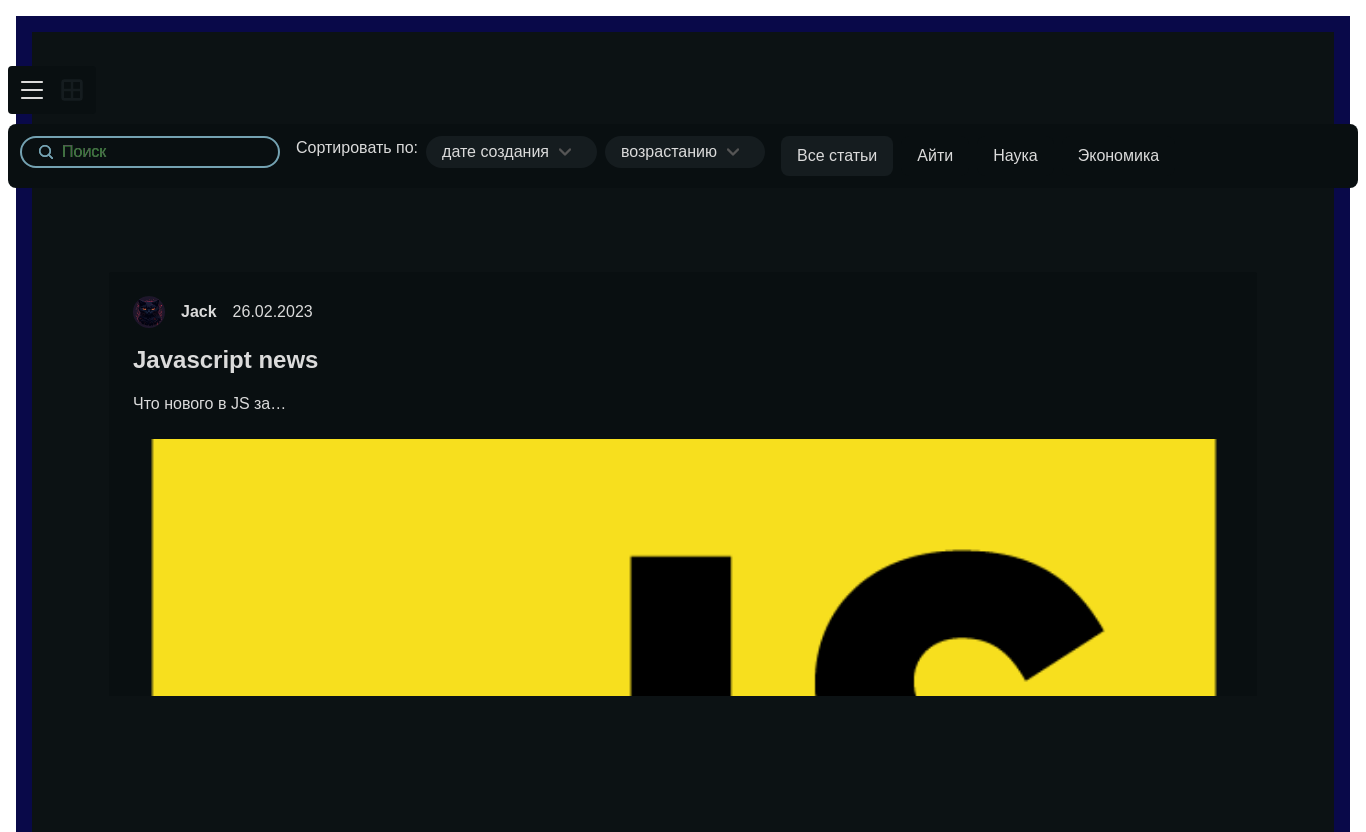 Поиск
Сортировать по: дате создания возрастанию Все статьи Айти Наука Экономика
Jack 26.02.2023
Javascript news
Что нового в JS за…
JS